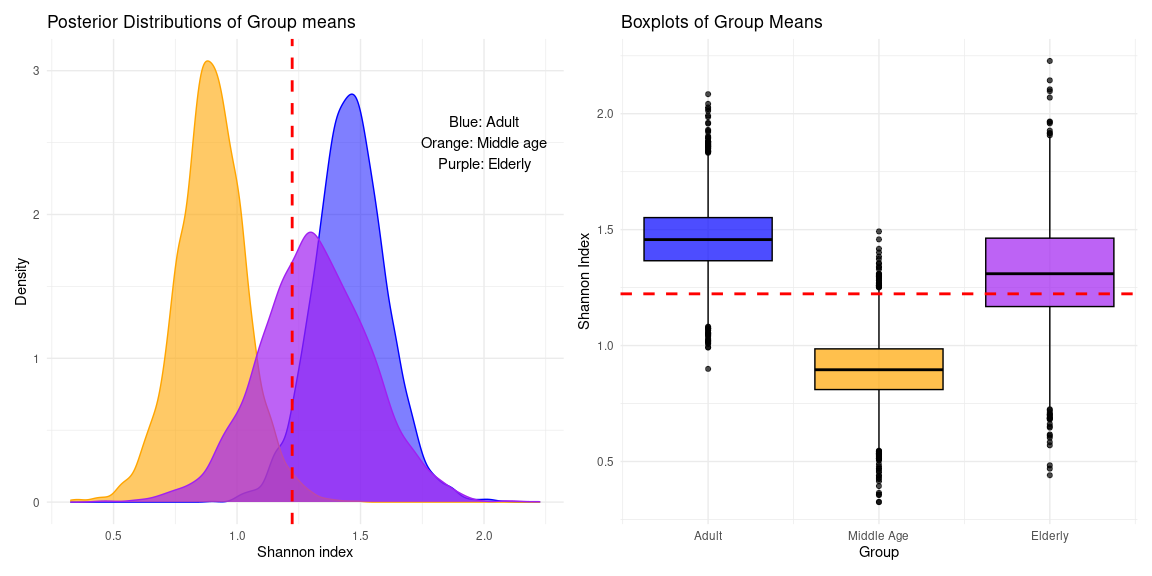 Posterior Distributions of Group means
3
2
1
0
Density
Blue: Adult
Orange: Middle age
Purple: Elderly
0.5
1.0
1.5
2.0
Shannon index
Boxplots of Group Means
2.0
1.5
1.0
0.5
Shannon Index
Adult
Middle Age
Elderly
Group